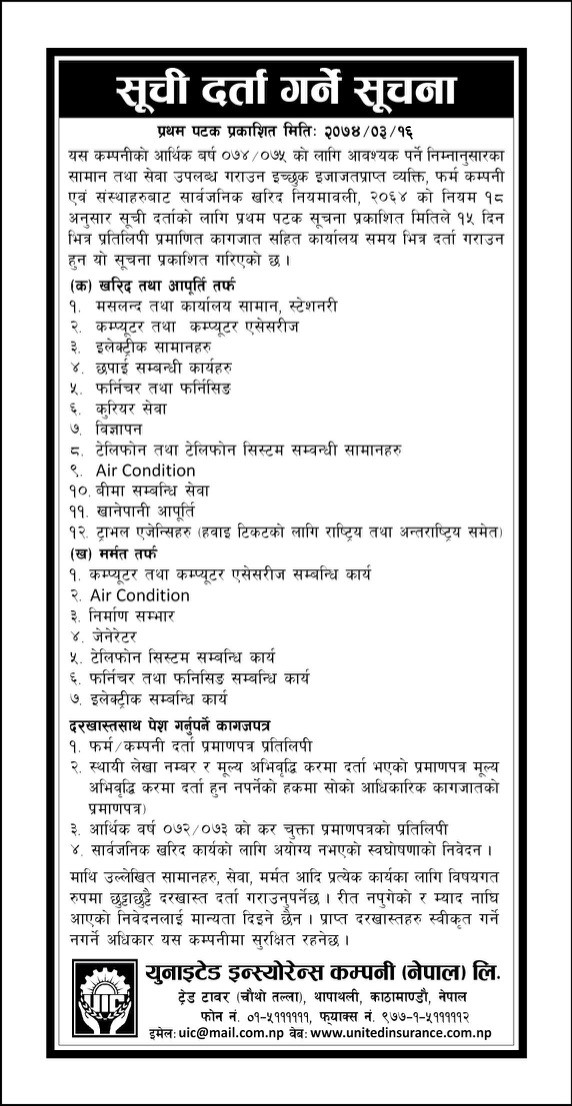 सूची दर्ता गर्ने सूचना
प्रथम पटक प्रकाशित मितिः २०७४/०३/१६
यस कम्पनीको आर्थिक बर्ष ०७४/०७५ को लागि आवश्यक पर्ने निम्नानुसारका
सामान तथा सेवा उपलब्ध गराउन इच्छुक इजाजतप्राप्त व्यक्ति, फर्म कम्पनी
एवं संस्थाहरुबाट सार्वजनिक खरिद नियमावली, २०६४ को नियम १८
अनुसार सूची दर्ताको लागि प्रथम पटक सूचना प्रकाशित मितिले १५ दिन
भित्र प्रतिलिपी प्रमाणित कागजात सहित कार्यालय समय भित्र दर्ता गराउन
हुन यो सूचना प्रकाशित गरिएको छ ।
(क) खरिद तथा आपूर्ति तर्फ
१. मसलन्द तथा कार्यालय सामान, स्टेशनरी
२. कम्प्यूटर तथा कम्प्यूटर एसेसरीज
३. इलेक्ट्रीक सामानहरु
४. छपाई सम्बन्धी कार्यहरु
५. फर्निचर तथा फर्निसिङ
६. कुरियर सेवा
७. विज्ञापन
८. टेलिफोन तथा टेलिफोन सिस्टम सम्बन्धी सामानहरु
९. Air Condition
१०. बीमा सम्बन्धि सेवा
११. खानेपानी आपूर्ति
१२. ट्राभल एजेन्सिहरु (हवाइ टिकटको लागि राष्ट्रिय तथा अन्तराष्ट्रिय समेत)
(ख) मर्मत तर्फ
१. कम्प्यूटर तथा कम्प्यूटर एसेसरीज सम्बन्धि कार्य
२. Air Condition
३. निर्माण सम्भार
४. जेनेरेटर
५. टेलिफोन सिस्टम सम्बन्धि कार्य
६. फर्निचर तथा फनिसिङ सम्बन्धि कार्य
७. इलेक्ट्रीक सम्बन्धि कार्य
दरखास्तसाथ पेश गर्नुपर्ने कागजपत्र
१. फर्म/कम्पनी दर्ता प्रमाणपत्र प्रतिलिपी
२. स्थायी लेखा नम्बर र मूल्य अभिवृद्धि करमा दर्ता भएको प्रमाणपत्र मूल्य
अभिवृद्धि करमा दर्ता हुन नपर्नेको हकमा सोको आधिकारिक कागजातको
प्रमाणपत्र)
३. आर्थिक वर्ष ०७२/०७३ को कर चुक्ता प्रमाणपत्रको प्रतिलिपी
४. सार्वजनिक खरिद कार्यको लागि अयोग्य नभएको स्वघोषणाको निवेदन ।
माथि उल्लेखित सामानहरु, सेवा, मर्मत आदि प्रत्येक कार्यका लागि विषयगत
रुपमा छुट्टाछुट्टै दरखास्त दर्ता गराउनुपर्नेछ । रीत नपुगेको र म्याद नाघि
आएको निवेदनलाई मान्यता दिइने छैन । प्राप्त दरखास्तहरु स्वीकृत गर्ने
नगर्ने अधिकार यस कम्पनीमा सुरक्षित रहनेछ ।
UIC
युनाइटेड इन्स्योरेन्स कम्पनी (नेपाल) लि.
ट्रेड टावर (चौथो तल्ला), थापाथली, काठामाण्डौ, नेपाल
फोन नं. ०१-५१११११११, फ्याक्स नं. ९७७-१-५११११११२
इमेल: uic@mail.com.np वेब: www.unitedinsurance.com.np